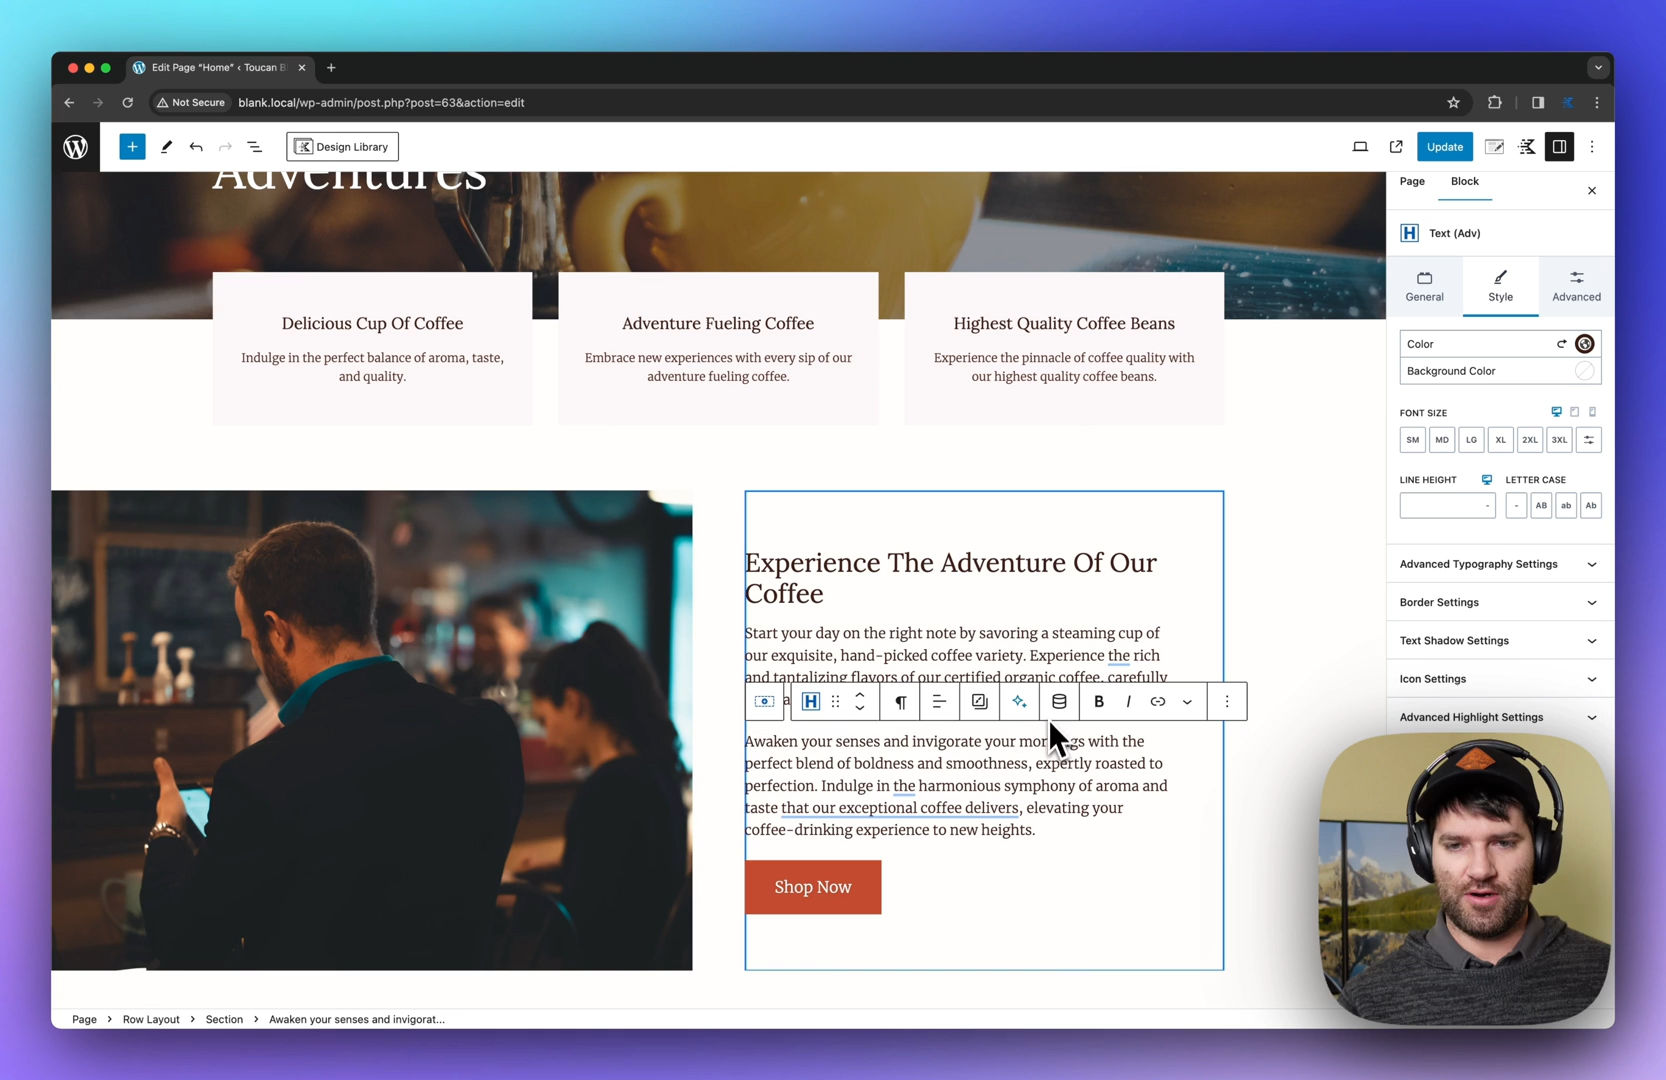 Edit Page “Home” ‹ Toucan B
Not Secure
blank.local/wp-admin/post.php?post=63&action=edit
Design Library
Update
Page
Block
Text (Adv)
General
Style
Advanced
Color
Background Color
FONT SIZE
SM
MD
LG
XL
2XL
3XL
LINE HEIGHT
LETTER CASE
-
-
AB
ab
Ab
Advanced Typography Settings
Border Settings
Text Shadow Settings
Icon Settings
Advanced Highlight Settings
Adventures
Delicious Cup Of Coffee
Indulge in the perfect balance of aroma, taste,
and quality.
Adventure Fueling Coffee
Embrace new experiences with every sip of our
adventure fueling coffee.
Highest Quality Coffee Beans
Experience the pinnacle of coffee quality with
our highest quality coffee beans.
Experience The Adventure Of Our
Coffee
Start your day on the right note by savoring a steaming cup of
our exquisite, hand-picked coffee variety. Experience the rich
and tantalizing flavors of our certified organic coffee, carefully
H
B
I
Awaken your senses and invigorate your mornings with the
perfect blend of boldness and smoothness, expertly roasted to
perfection. Indulge in the harmonious symphony of aroma and
taste that our exceptional coffee delivers, elevating your
coffee-drinking experience to new heights.
Shop Now
Page
Row Layout
Section
Awaken your senses and invigorat...